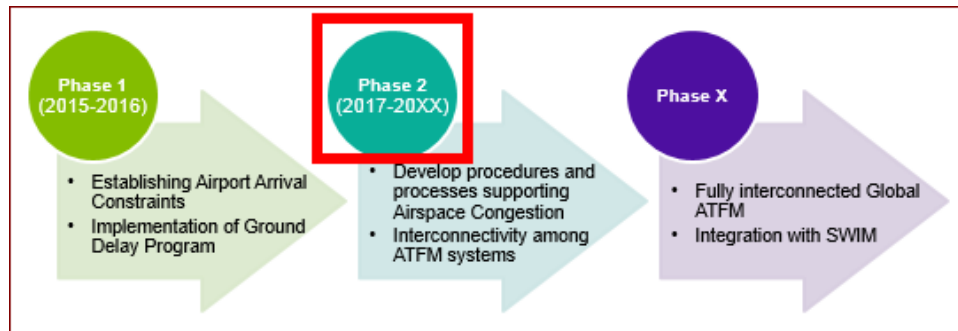 Phase 1
(2015-2016)
• Establishing Airport Arrival
Constraints
• Implementation of Ground
Delay Program
Phase 2
(2017-20XX)
• Develop procedures and
processes supporting
Airspace Congestion
• Interconnectivity among
ATFM systems
Phase X
• Fully interconnected Global
ATFM
• Integration with SWIM